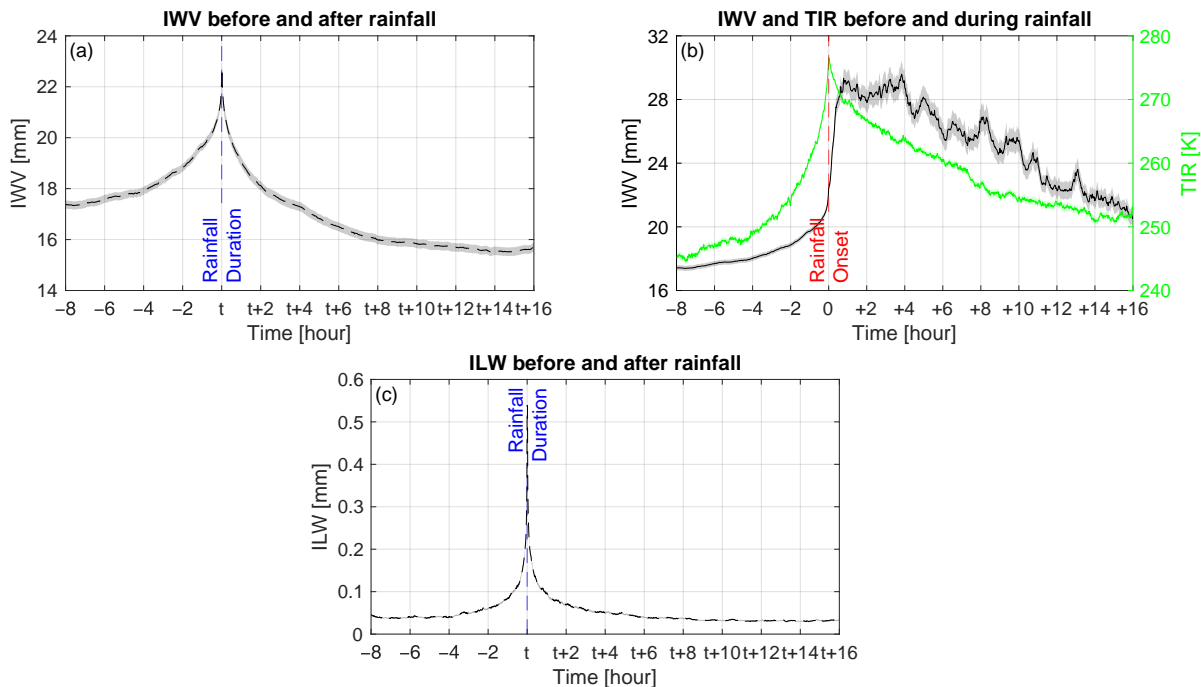 IWV before and after rainfall
(a)
24
22
20
18
16
14
IWV [mm]
Rainfall
Duration
−8 −6 −4 −2 t t+2 t+4 t+6 t+8 t+10 t+12 t+14 t+16
Time [hour]
IWV and TIR before and during rainfall
(b)
32
28
24
20
16
IWV [mm]
280
270
260
250
240
TIR [K]
Rainfall
Onset
−8 −6 −4 −2 0 +2 +4 +6 +8 +10 +12 +14 +16
Time [hour]
ILW before and after rainfall
(c)
0.6
0.5
0.4
0.3
0.2
0.1
0
ILW [mm]
Rainfall
Duration
−8 −6 −4 −2 t t+2 t+4 t+6 t+8 t+10 t+12 t+14 t+16
Time [hour]